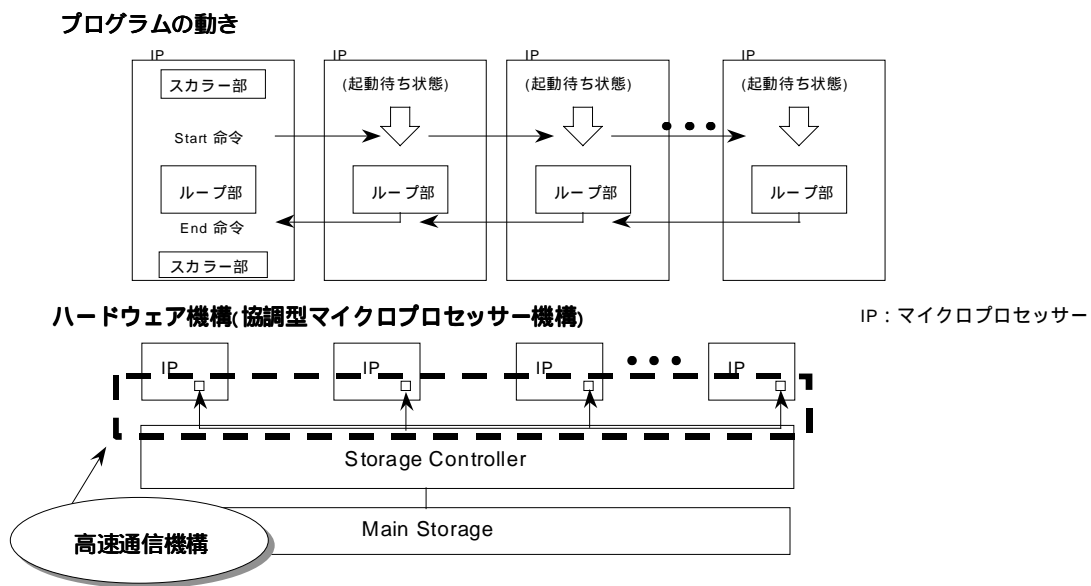 プログラムの動き
IP
IP
IP
IP
スカラー部
(起動待ち状態)
(起動待ち状態)
(起動待ち状態)
Start 命令
ループ部
ループ部
ループ部
ループ部
End 命令
スカラー部
ハードウェア機構(協調型マイクロプロセッサー機構)
IP：マイクロプロセッサー
IP
IP
IP
IP
Storage Controller
Main Storage
高速通信機構